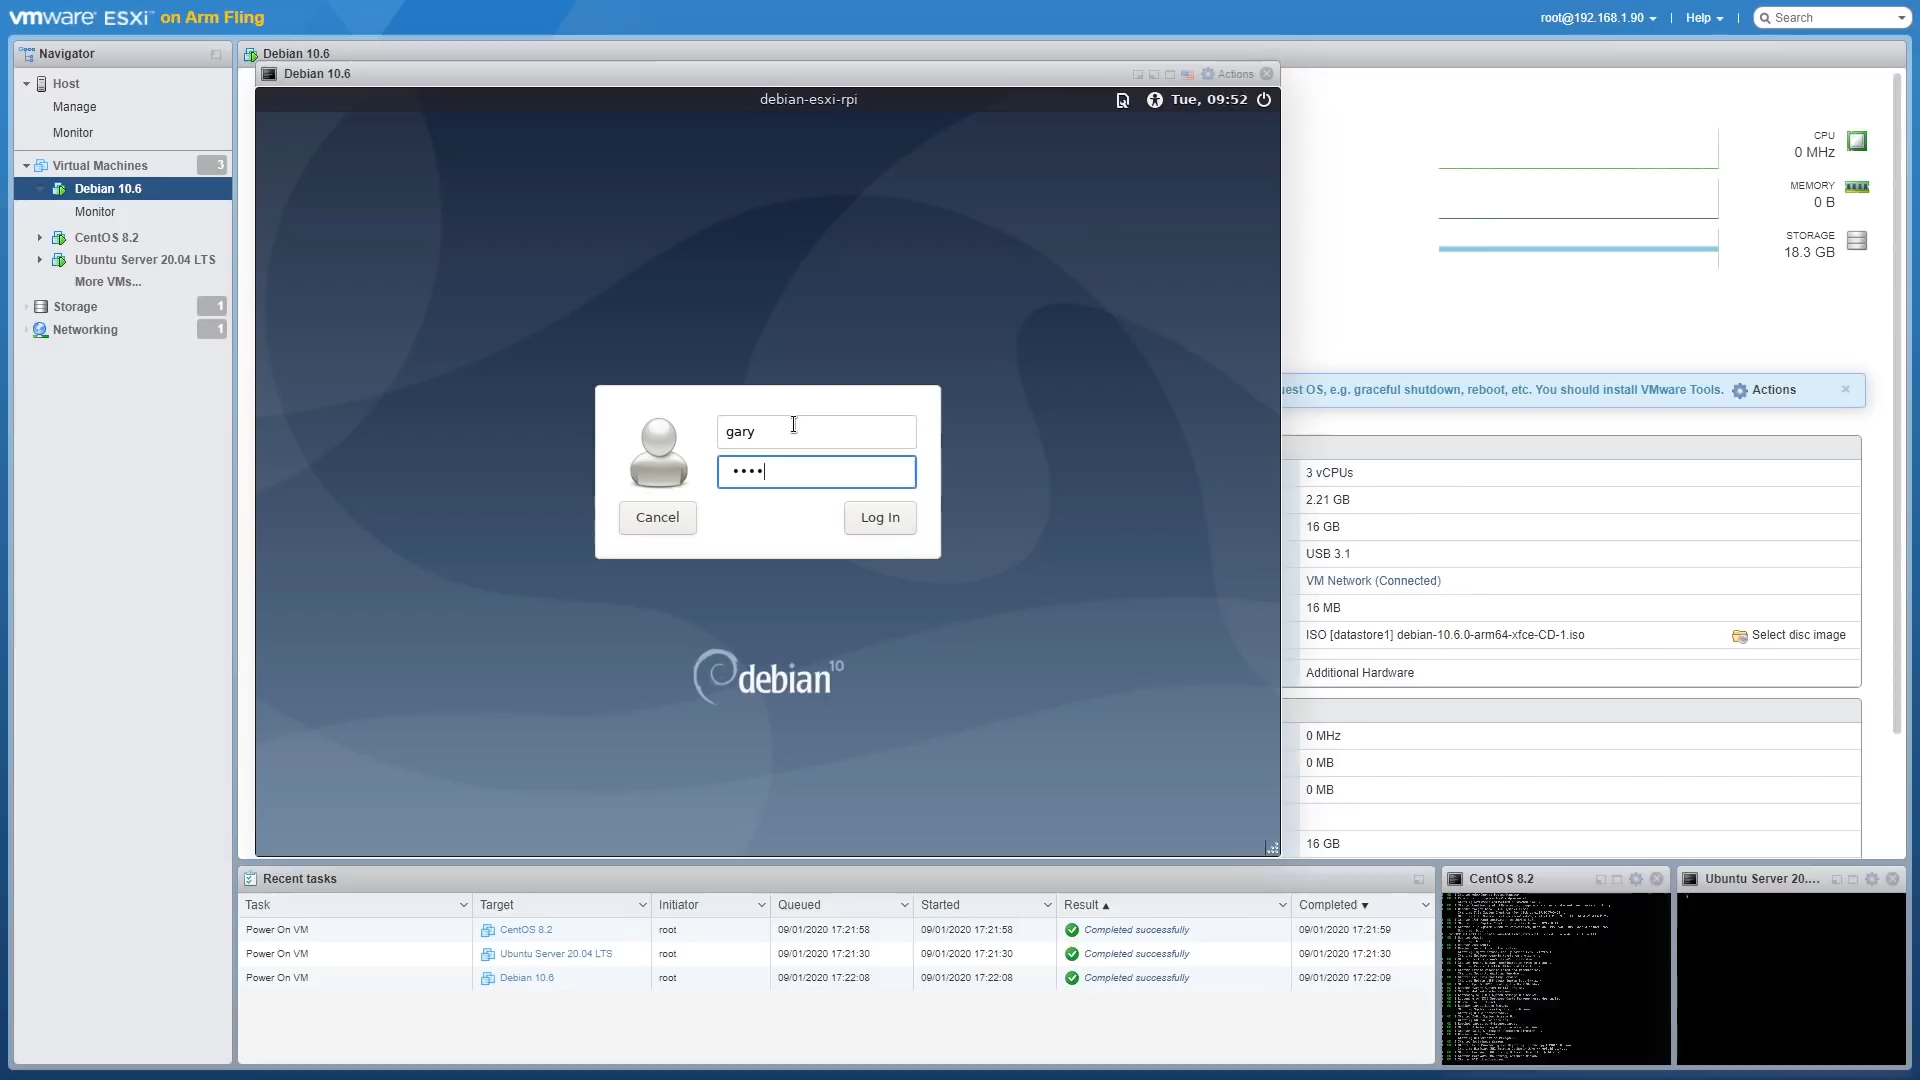 vmware ESXi™ on Arm Fling
root@192.168.1.90
Help
Search
Navigator
Host
Manage
Monitor
Virtual Machines
3
Debian 10.6
Monitor
CentOS 8.2
Ubuntu Server 20.04 LTS
More VMs...
Storage
1
Networking
1
Debian 10.6
Debian 10.6
Actions
debian-esxi-rpi
Tue, 09:52
gary
••••
Cancel
Log In
debian 10
CPU
0 MHz
MEMORY
0 B
STORAGE
18.3 GB
est OS, e.g. graceful shutdown, reboot, etc. You should install VMware Tools.
Actions
3 vCPUs
2.21 GB
16 GB
USB 3.1
VM Network (Connected)
16 MB
ISO [datastore1] debian-10.6.0-arm64-xfce-CD-1.iso
Select disc image
Additional Hardware
0 MHz
0 MB
0 MB
16 GB
Recent tasks
Task Target Initiator Queued Started Result ▲ Completed ▼
Power On VM CentOS 8.2 root 09/01/2020 17:21:58 09/01/2020 17:21:58 Completed successfully 09/01/2020 17:21:59
Power On VM Ubuntu Server 20.04 LTS root 09/01/2020 17:21:30 09/01/2020 17:21:30 Completed successfully 09/01/2020 17:21:30
Power On VM Debian 10.6 root 09/01/2020 17:22:08 09/01/2020 17:22:08 Completed successfully 09/01/2020 17:22:09
CentOS 8.2
Ubuntu Server 20....